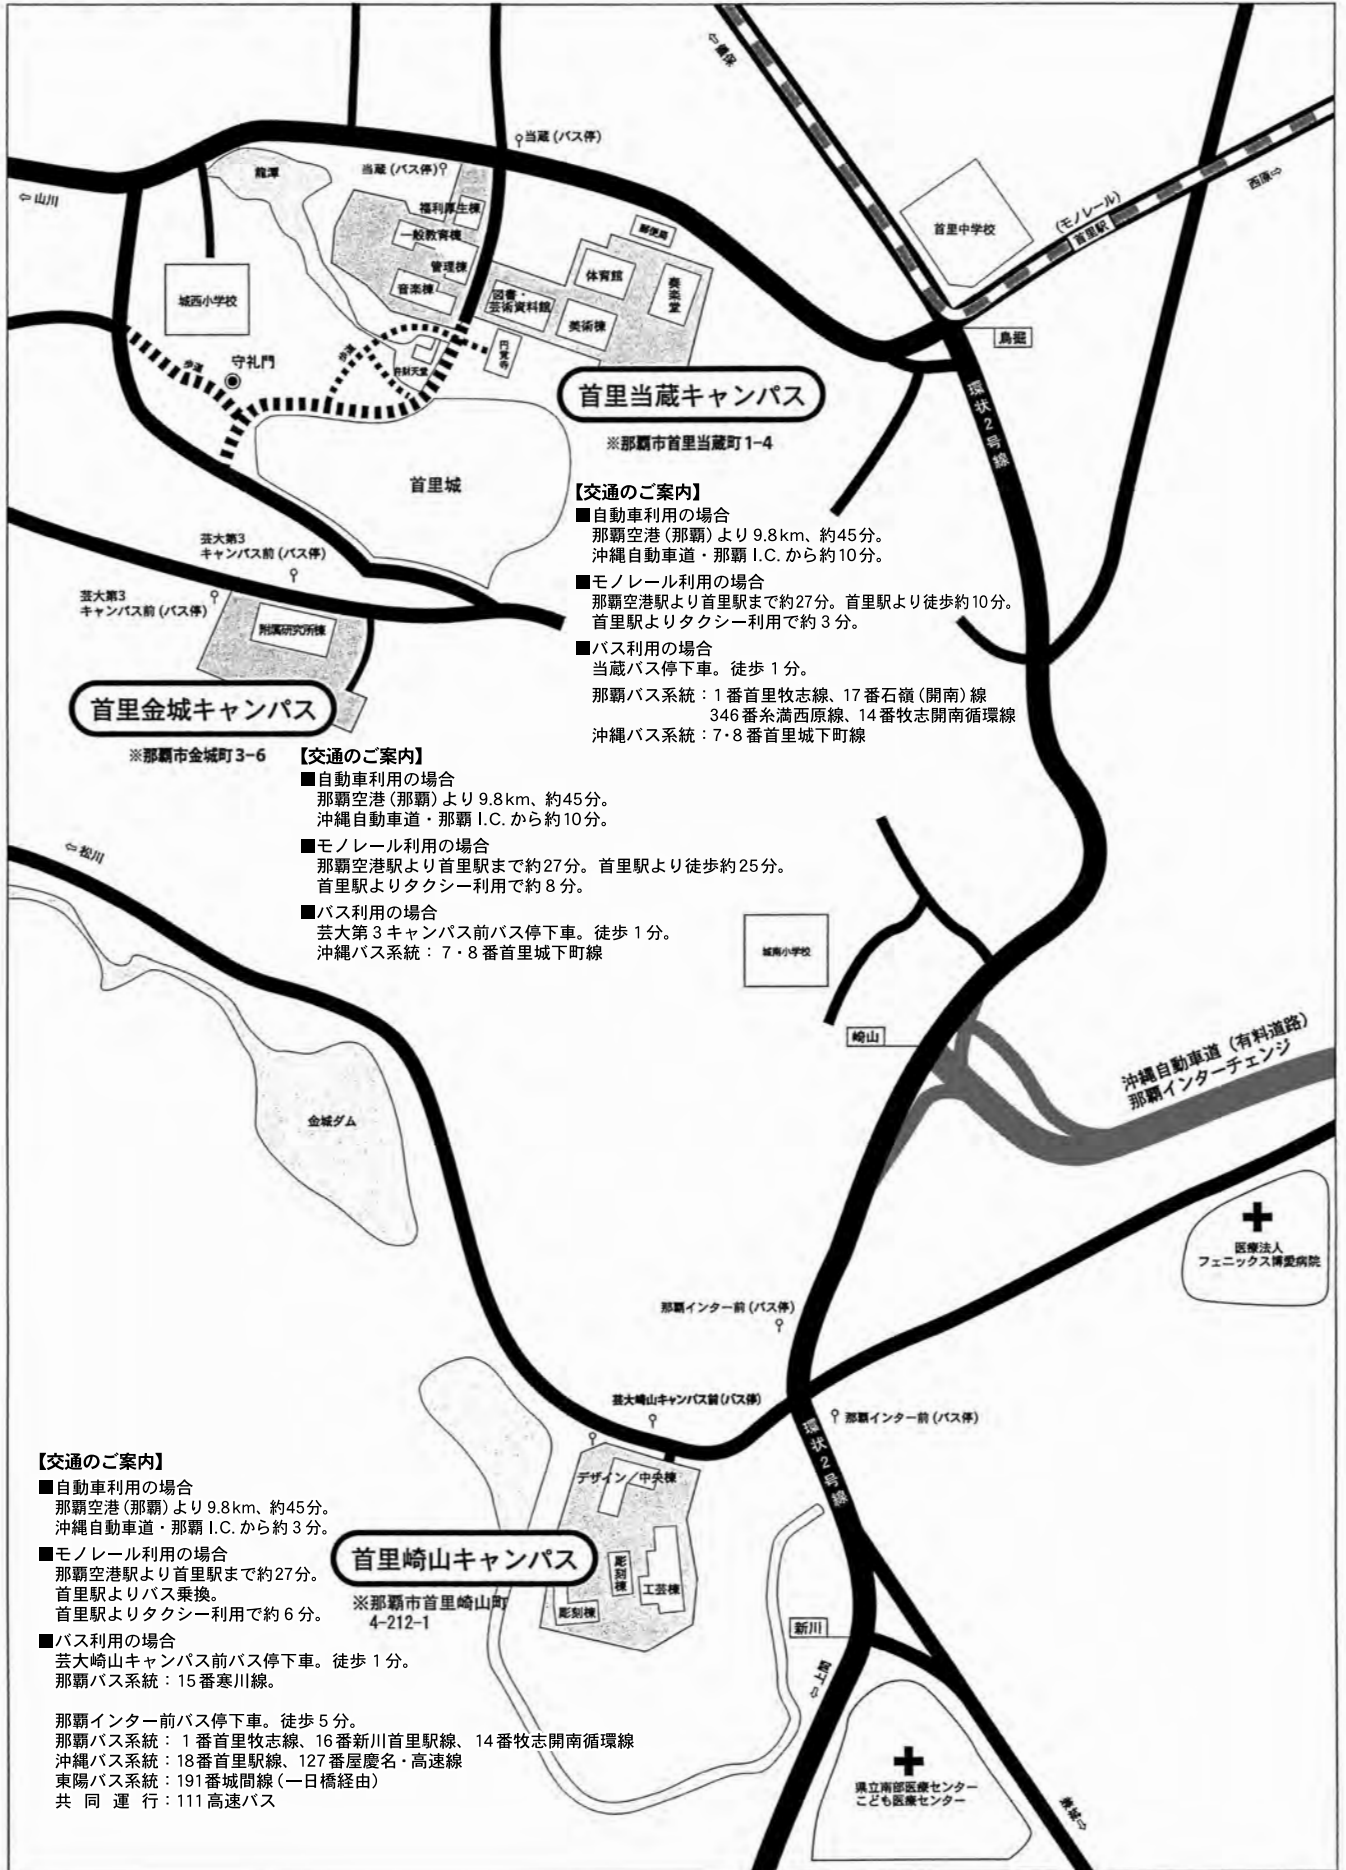 ⇦儀保
当蔵(バス停)
当蔵(バス停)
⇦山川
龍潭
福利厚生棟
一般教育棟
管理棟
音楽棟
郵便局
体育館
奏楽堂
図書・
芸術資料館
美術棟
首里中学校
(モノレール)
首里駅
西原⇨
城西小学校
守礼門
歩道
歩道
弁財天堂
円覚寺
鳥堀
環状2号線
首里当蔵キャンパス
※那覇市首里当蔵町1-4
首里城
【交通のご案内】
■自動車利用の場合
那覇空港(那覇)より9.8km、約45分。
沖縄自動車道・那覇I.C.から約10分。
■モノレール利用の場合
那覇空港駅より首里駅まで約27分。首里駅より徒歩約10分。
首里駅よりタクシー利用で約3分。
■バス利用の場合
当蔵バス停下車。徒歩1分。
那覇バス系統:1番首里牧志線、17番石嶺(開南)線
346番糸満西原線、14番牧志開南循環線
沖縄バス系統:7・8番首里城下町線
芸大第3
キャンパス前(バス停)
芸大第3
キャンパス前(バス停)
附属研究所棟
首里金城キャンパス
※那覇市金城町3-6
【交通のご案内】
■自動車利用の場合
那覇空港(那覇)より9.8km、約45分。
沖縄自動車道・那覇I.C.から約10分。
■モノレール利用の場合
那覇空港駅より首里駅まで約27分。首里駅より徒歩約25分。
首里駅よりタクシー利用で約8分。
■バス利用の場合
芸大第3キャンパス前バス停下車。徒歩1分。
沖縄バス系統:7・8番首里城下町線
⇦松川
城南小学校
崎山
沖縄自動車道(有料道路)
那覇インターチェンジ
金城ダム
医療法人
フェニックス博愛病院
那覇インター前(バス停)
芸大崎山キャンパス前(バス停)
那覇インター前(バス停)
環状2号線
デザイン/中央棟
彫刻棟
工芸棟
彫刻棟
首里崎山キャンパス
※那覇市首里崎山町
4-212-1
【交通のご案内】
■自動車利用の場合
那覇空港(那覇)より9.8km、約45分。
沖縄自動車道・那覇I.C.から約3分。
■モノレール利用の場合
那覇空港駅より首里駅まで約27分。
首里駅よりバス乗換。
首里駅よりタクシー利用で約6分。
■バス利用の場合
芸大崎山キャンパス前バス停下車。徒歩1分。
那覇バス系統:15番寒川線。
那覇インター前バス停下車。徒歩5分。
那覇バス系統:1番首里牧志線、16番新川首里駅線、14番牧志開南循環線
沖縄バス系統:18番首里駅線、127番屋慶名・高速線
東陽バス系統:191番城間線(一日橋経由)
共同運行:111高速バス
新川
⇦上間
県立南部医療センター
こども医療センター
兼城⇨